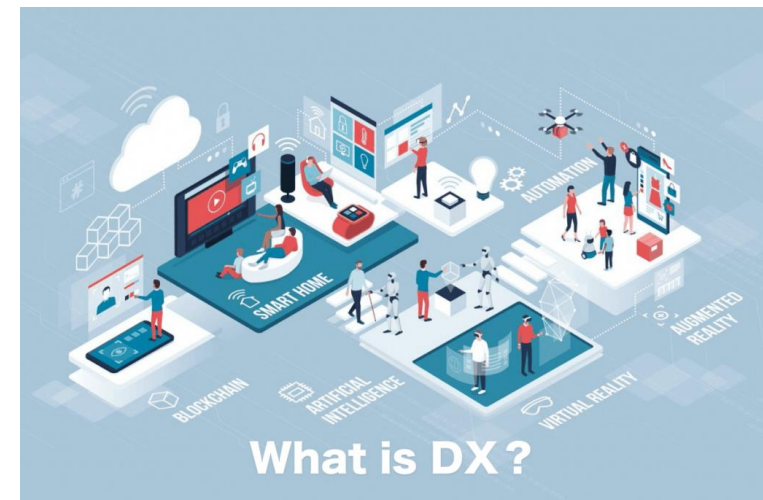 AUTOMATION
SMART HOME
AUGMENTED
REALITY
BLOCKCHAIN
ARTIFICIAL
INTELLIGENCE
VIRTUAL REALITY
What is DX?